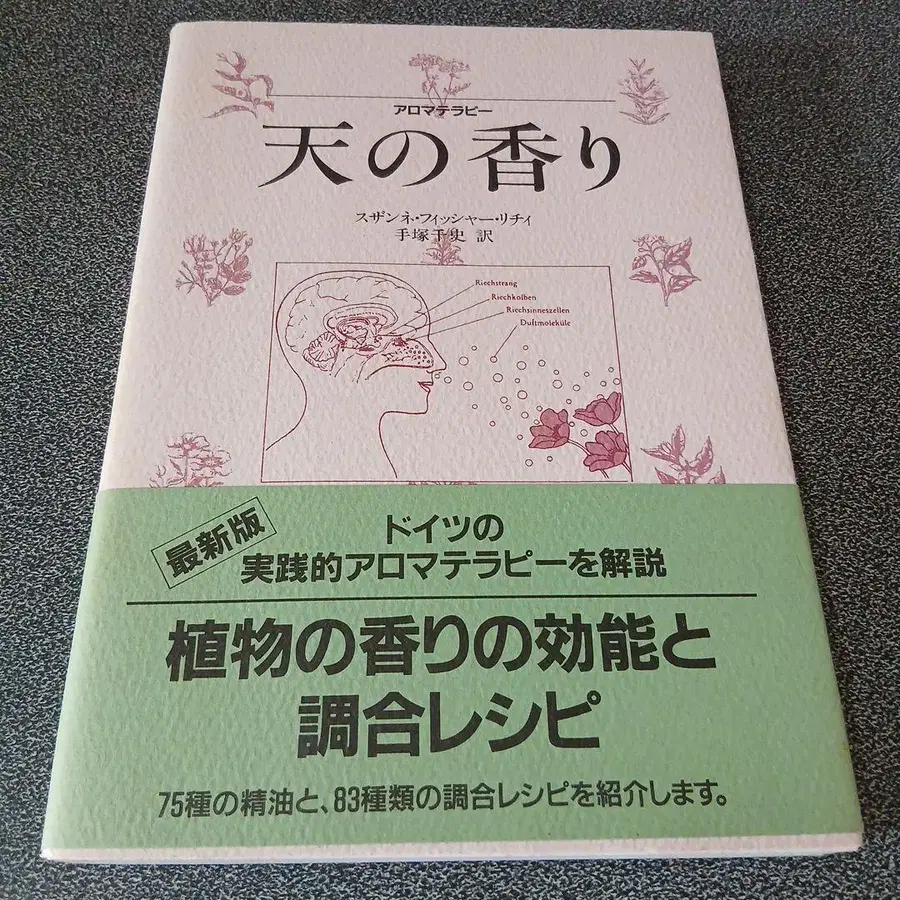 アロマテラピー
天の香り
スザンネ・フィッシャー・リチィ
手塚千史 訳
Riechstrang
Riechkolben
Riechsinneszellen
Duftmoleküle
最新版
ドイツの
実践的アロマテラピーを解説
植物の香りの効能と
調合レシピ
75種の精油と、83種類の調合レシピを紹介します。